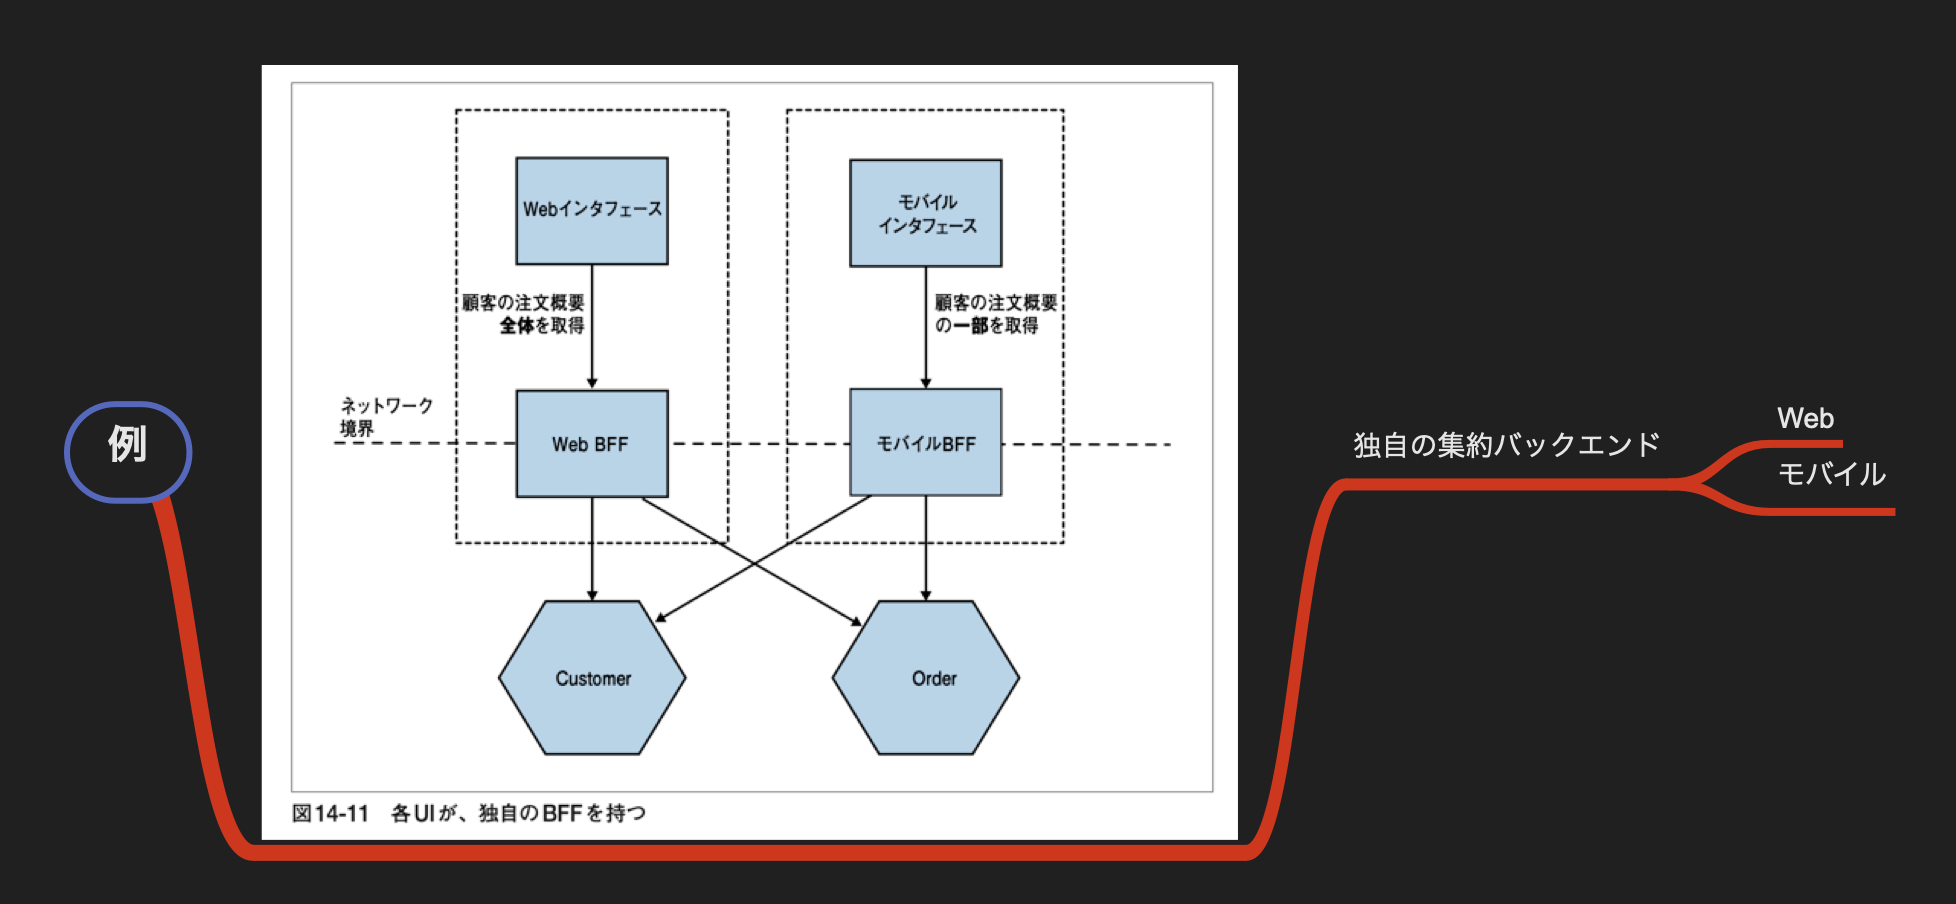 例
Webインタフェース
モバイル
インタフェース
顧客の注文概要
全体を取得
顧客の注文概要
の一部を取得
ネットワーク
境界
Web BFF
モバイルBFF
Customer
Order
図14-11　各UIが、独自のBFFを持つ
独自の集約バックエンド
Web
モバイル